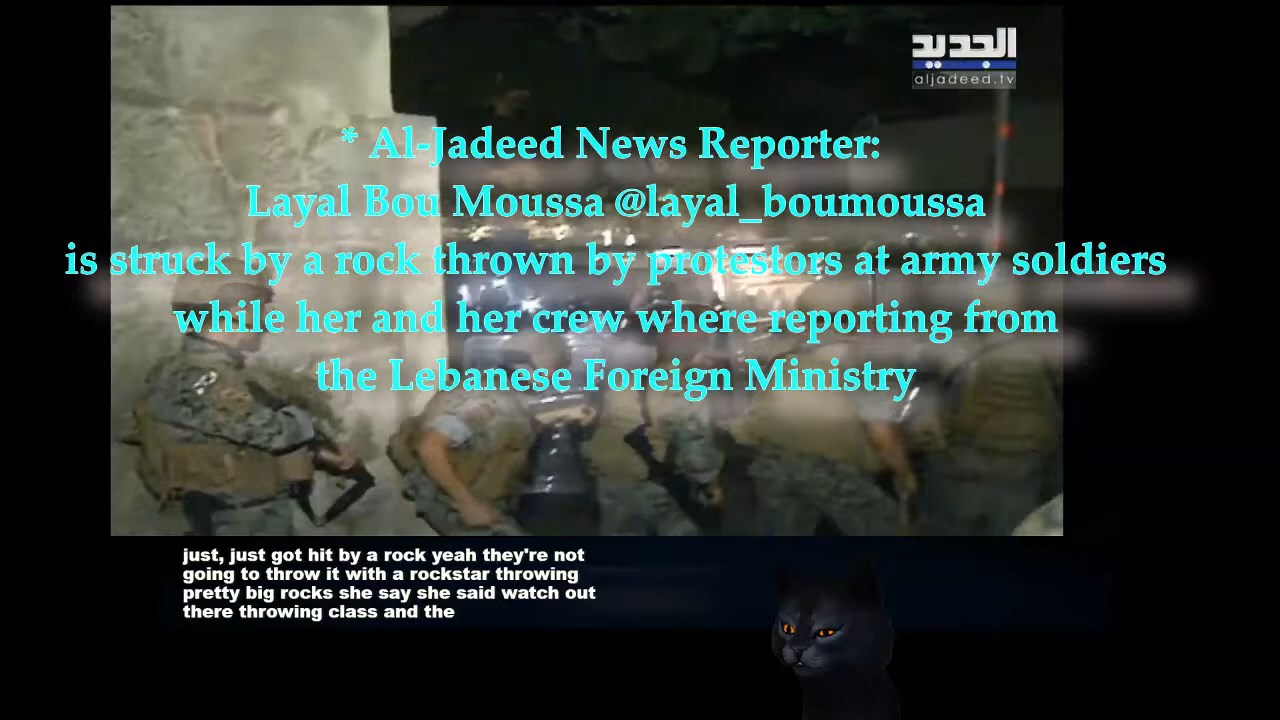 الجديد
aljadeed.tv
* Al-Jadeed News Reporter:
Layal Bou Moussa @layal_boumoussa
is struck by a rock thrown by protestors at army soldiers
while her and her crew where reporting from
the Lebanese Foreign Ministry
just, just got hit by a rock yeah they're not
going to throw it with a rockstar throwing
pretty big rocks she say she said watch out
there throwing class and the